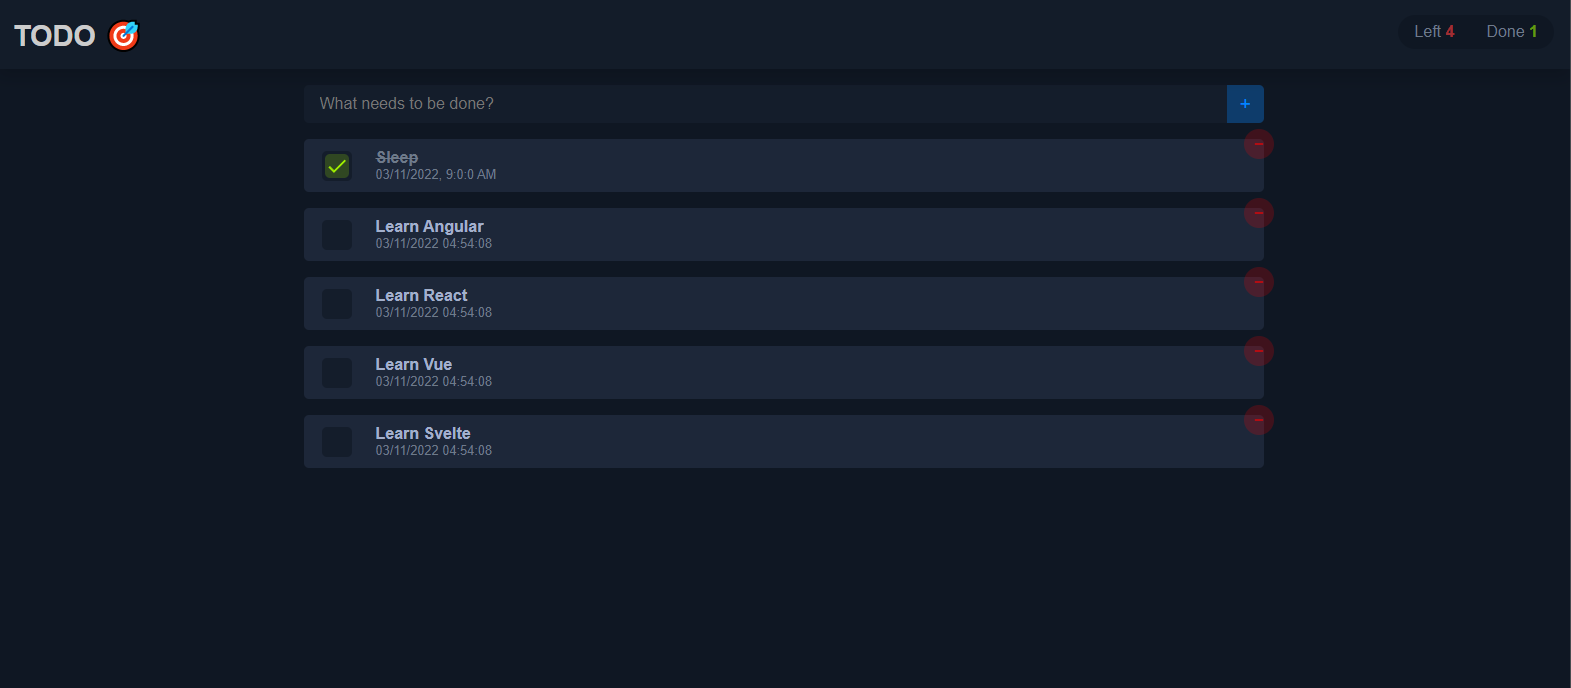 TODO 🎯
Left 4 Done 1
What needs to be done?
+
Sleep
03/11/2022, 9:0:0 AM
Learn Angular
03/11/2022 04:54:08
Learn React
03/11/2022 04:54:08
Learn Vue
03/11/2022 04:54:08
Learn Svelte
03/11/2022 04:54:08